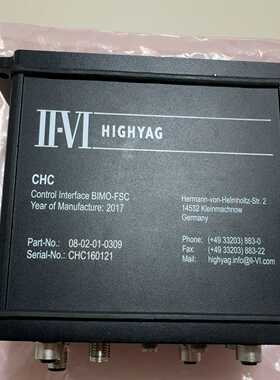 II-VI HIGHYAG
CHC
Control Interface BIMO-FSC
Year of Manufacture: 2017
Hermann-von-Helmholtz-Str. 2
14532 Kleinmachnow
Germany
Part-No.: 08-02-01-0309
Serial-No.: CHC160121
Phone: (+49 33203) 883-0
Fax: (+49 33203) 883-22
highyag.info@II-VI.com